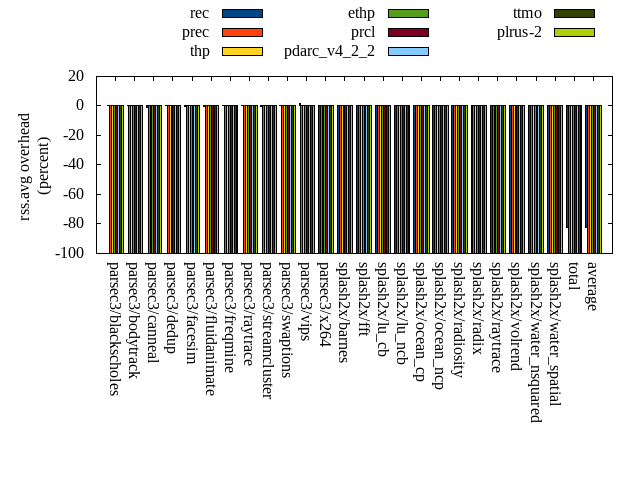 rec
prec
thp
ethp
prcl
pdarc_v4_2_2
ttmo
plrus-2
rss.avg overhead
(percent)
20
0
-20
-40
-60
-80
-100
parsec3/blackscholes
parsec3/bodytrack
parsec3/canneal
parsec3/dedup
parsec3/facesim
parsec3/fluidanimate
parsec3/freqmine
parsec3/raytrace
parsec3/streamcluster
parsec3/swaptions
parsec3/vips
parsec3/x264
splash2x/barnes
splash2x/fft
splash2x/lu_cb
splash2x/lu_ncb
splash2x/ocean_cp
splash2x/ocean_ncp
splash2x/radiosity
splash2x/radix
splash2x/raytrace
splash2x/volrend
splash2x/water_nsquared
splash2x/water_spatial
total
average